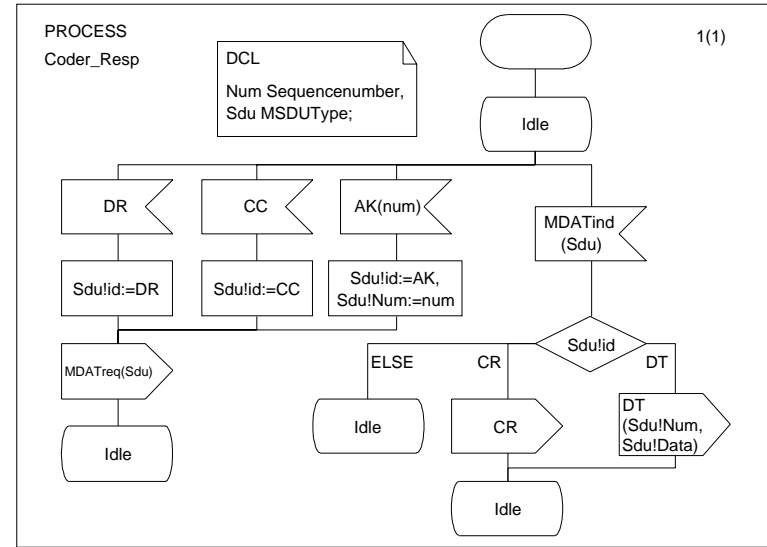 PROCESS
Coder_Resp
1(1)
DCL
Num Sequencenumber,
Sdu MSDUType;
Idle
DR
CC
AK(num)
MDATind
(Sdu)
Sdu!id:=DR
Sdu!id:=CC
Sdu!id:=AK,
Sdu!Num:=num
Sdu!id
ELSE
CR
DT
MDATreq(Sdu)
Idle
CR
DT
(Sdu!Num,
Sdu!Data)
Idle
Idle